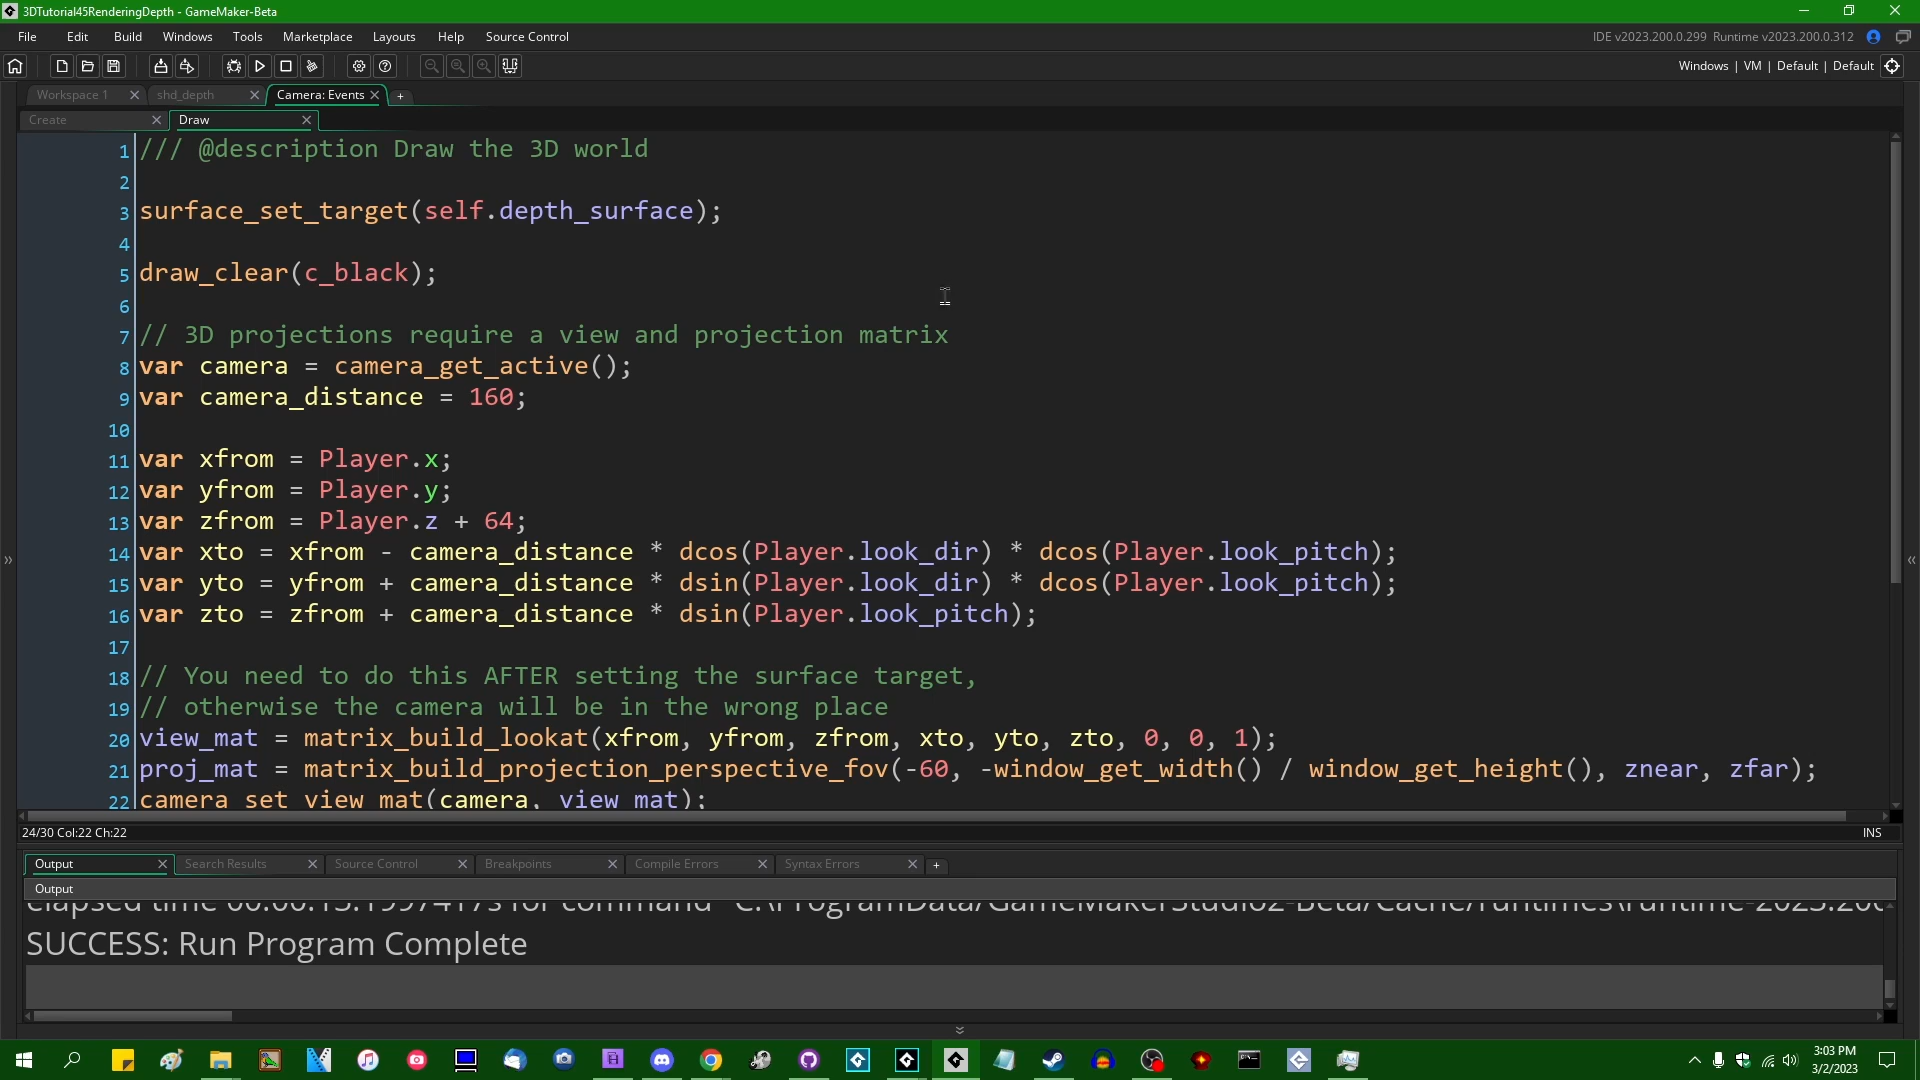 3DTutorial45RenderingDepth - GameMaker-Beta
File Edit Build Windows Tools Marketplace Layouts Help Source Control
IDE v2023.200.0.299 Runtime v2023.200.0.312
Windows | VM | Default | Default
Workspace 1 shd_depth Camera: Events +
Create Draw
1 /// @description Draw the 3D world
2
3 surface_set_target(self.depth_surface);
4
5 draw_clear(c_black);
6
7 // 3D projections require a view and projection matrix
8 var camera = camera_get_active();
9 var camera_distance = 160;
10
11 var xfrom = Player.x;
12 var yfrom = Player.y;
13 var zfrom = Player.z + 64;
14 var xto = xfrom - camera_distance * dcos(Player.look_dir) * dcos(Player.look_pitch);
15 var yto = yfrom + camera_distance * dsin(Player.look_dir) * dcos(Player.look_pitch);
16 var zto = zfrom + camera_distance * dsin(Player.look_pitch);
17
18 // You need to do this AFTER setting the surface target,
19 // otherwise the camera will be in the wrong place
20 view_mat = matrix_build_lookat(xfrom, yfrom, zfrom, xto, yto, zto, 0, 0, 1);
21 proj_mat = matrix_build_projection_perspective_fov(-60, -window_get_width() / window_get_height(), znear, zfar);
22 camera_set_view_mat(camera, view_mat);
24/30 Col:22 Ch:22 INS
Output Search Results Source Control Breakpoints Compile Errors Syntax Errors +
Output
SUCCESS: Run Program Complete
3:03 PM
3/2/2023